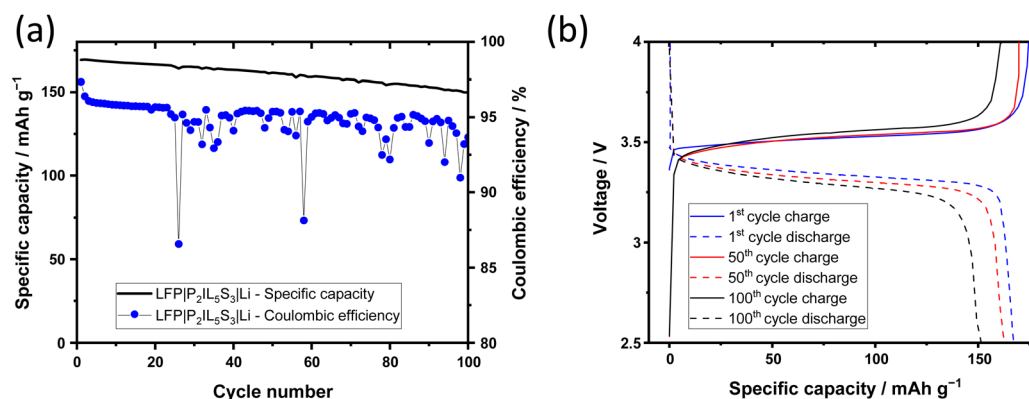 (a)
Specific capacity / mAh g⁻¹
150
100
50
0
0
20
40
60
80
100
Cycle number
100
95
90
85
80
Coulombic efficiency / %
LFP|P₂IL₅S₃|Li - Specific capacity
LFP|P₂IL₅S₃|Li - Coulombic efficiency
(b)
Voltage / V
4
3.5
3
2.5
0
50
100
150
Specific capacity / mAh g⁻¹
1ˢᵗ cycle charge
1ˢᵗ cycle discharge
50ᵗʰ cycle charge
50ᵗʰ cycle discharge
100ᵗʰ cycle charge
100ᵗʰ cycle discharge